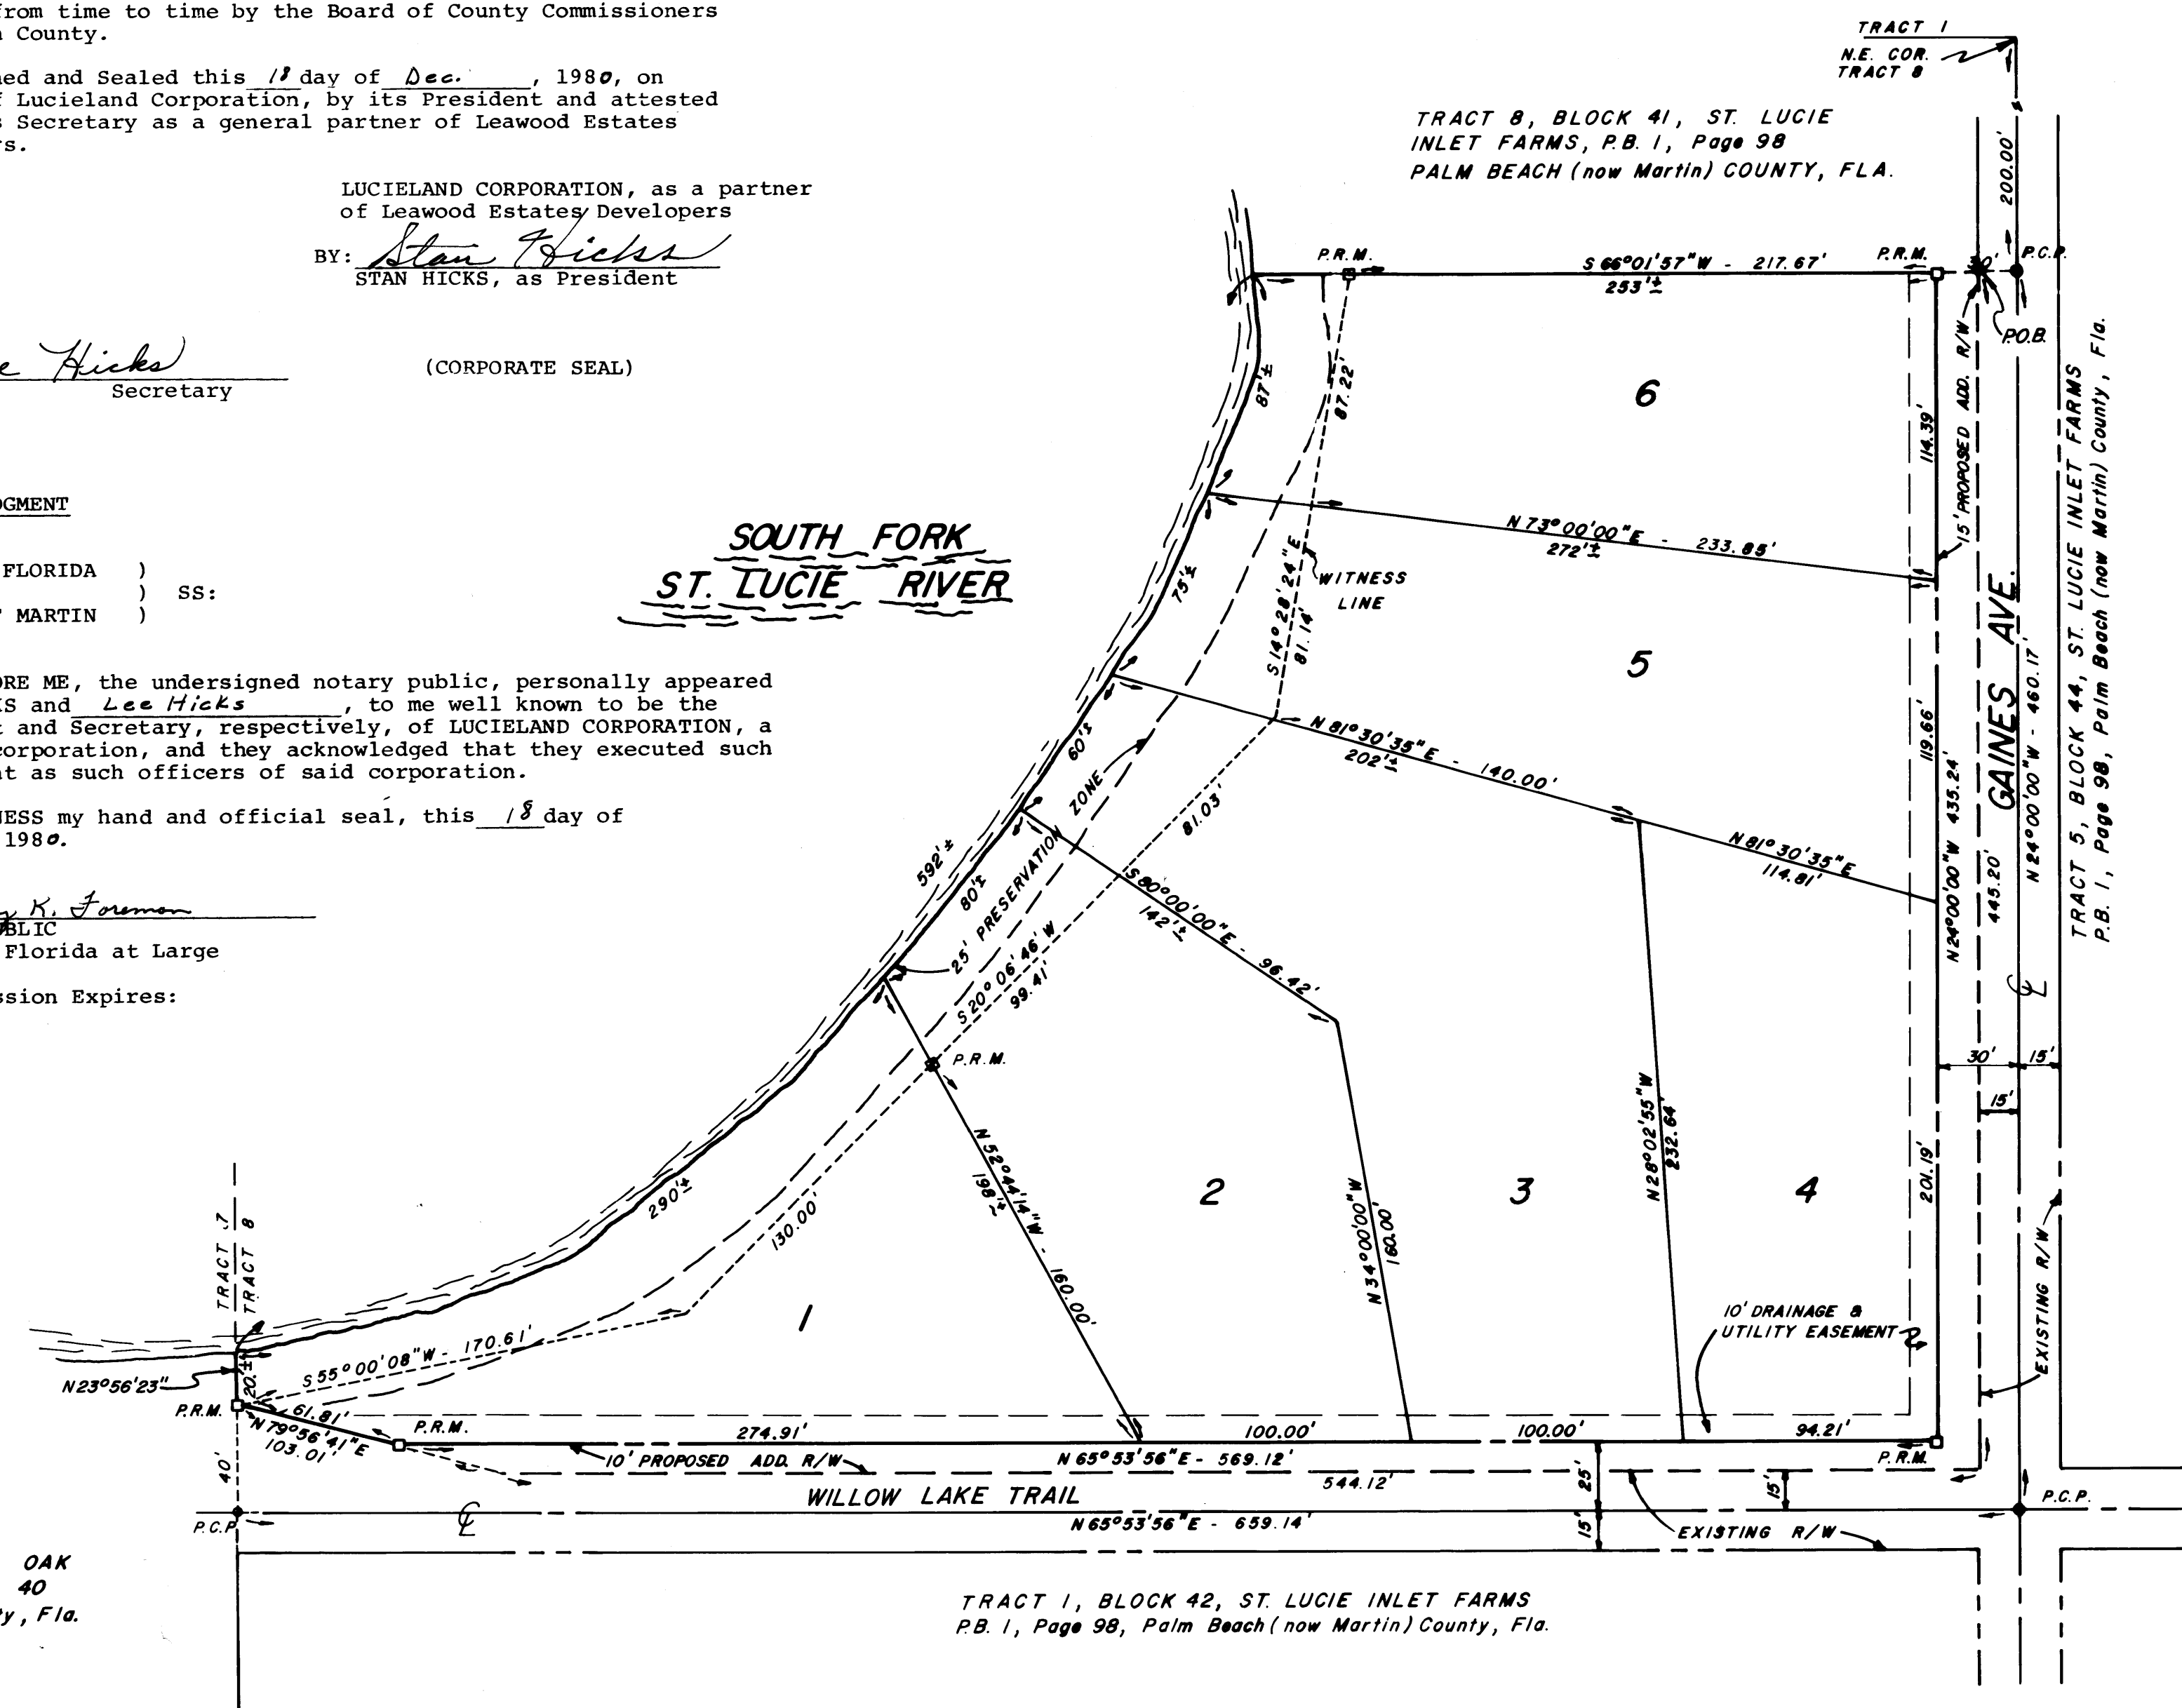 from time to time by the Board of County Commissioners
County.
ned and Sealed this 18 day of Dec. , 1980, on
Lucieland Corporation, by its President and attested
s Secretary as a general partner of Leawood Estates
rs.
LUCIELAND CORPORATION, as a partner
of Leawood Estates Developers
BY: Stan Hicks
STAN HICKS, as President
e Hicks
Secretary
(CORPORATE SEAL)
OGMENT
FLORIDA )
) SS:
MARTIN )
ORE ME, the undersigned notary public, personally appeared
KS and Lee Hicks , to me well known to be the
t and Secretary, respectively, of LUCIELAND CORPORATION, a
corporation, and they acknowledged that they executed such
nt as such officers of said corporation.
NESS my hand and official seal, this 18 day of
1980.
K. Foreman
BLIC
Florida at Large
ssion Expires:
SOUTH FORK
ST. LUCIE RIVER
TRACT 1
N.E. COR.
TRACT 8
TRACT 8, BLOCK 41, ST. LUCIE
INLET FARMS, P.B. 1, Page 98
PALM BEACH (now Martin) COUNTY, FLA.
200.00'
P.R.M.
S 66°01'57"W - 217.67'
253'±
P.R.M.
P.C.P.
P.O.B.
6
87'±
87.22'
114.39'
15' PROPOSED ADD. R/W
N 73°00'00"E - 233.85'
272'±
75'±
S 14°28'24"E
81.14'
WITNESS
LINE
5
119.66'
N 81°30'35"E - 140.00'
202'±
N 81°30'35"E
114.81'
60'±
81.03'
592'±
80'±
25' PRESERVATION ZONE
S 80°00'00"E - 96.42'
142'±
S 20°06'46"W
99.41'
P.R.M.
N24°00'00"W 435.24'
445.20'
GAINES AVE.
N 24°00'00"W - 460.17'
TRACT 5, BLOCK 44, ST. LUCIE INLET FARMS
P.B. 1, Page 98, Palm Beach (now Martin) County, Fla.
℄
30'
15'
15'
N 52°44'14"W - 160.00'
198'±
2
N 34°00'00"W
160.00'
3
N28°02'55"W
232.64'
4
201.19'
290'±
130.00'
1
TRACT 7
TRACT 8
10' DRAINAGE &
UTILITY EASEMENT
EXISTING R/W
S 55°00'08"W - 170.61'
20.'±
N23°56'23"
P.R.M.
61.81'
N79°56'41"E
103.01'
P.R.M.
274.91'
100.00'
100.00'
94.21'
P.R.M.
10' PROPOSED ADD. R/W
N 65°53'56"E - 569.12'
544.12'
40'
WILLOW LAKE TRAIL
25'
15'
P.C.P.
P.C.P.
℄
N 65°53'56"E - 659.14'
15'
EXISTING R/W
OAK
40
ty, Fla.
TRACT 1, BLOCK 42, ST. LUCIE INLET FARMS
P.B. 1, Page 98, Palm Beach (now Martin) County, Fla.